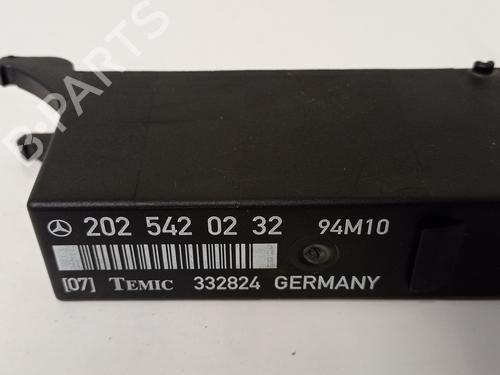 B-PARTS
202 542 02 32 94M10
[07] TEMIC 332824 GERMANY